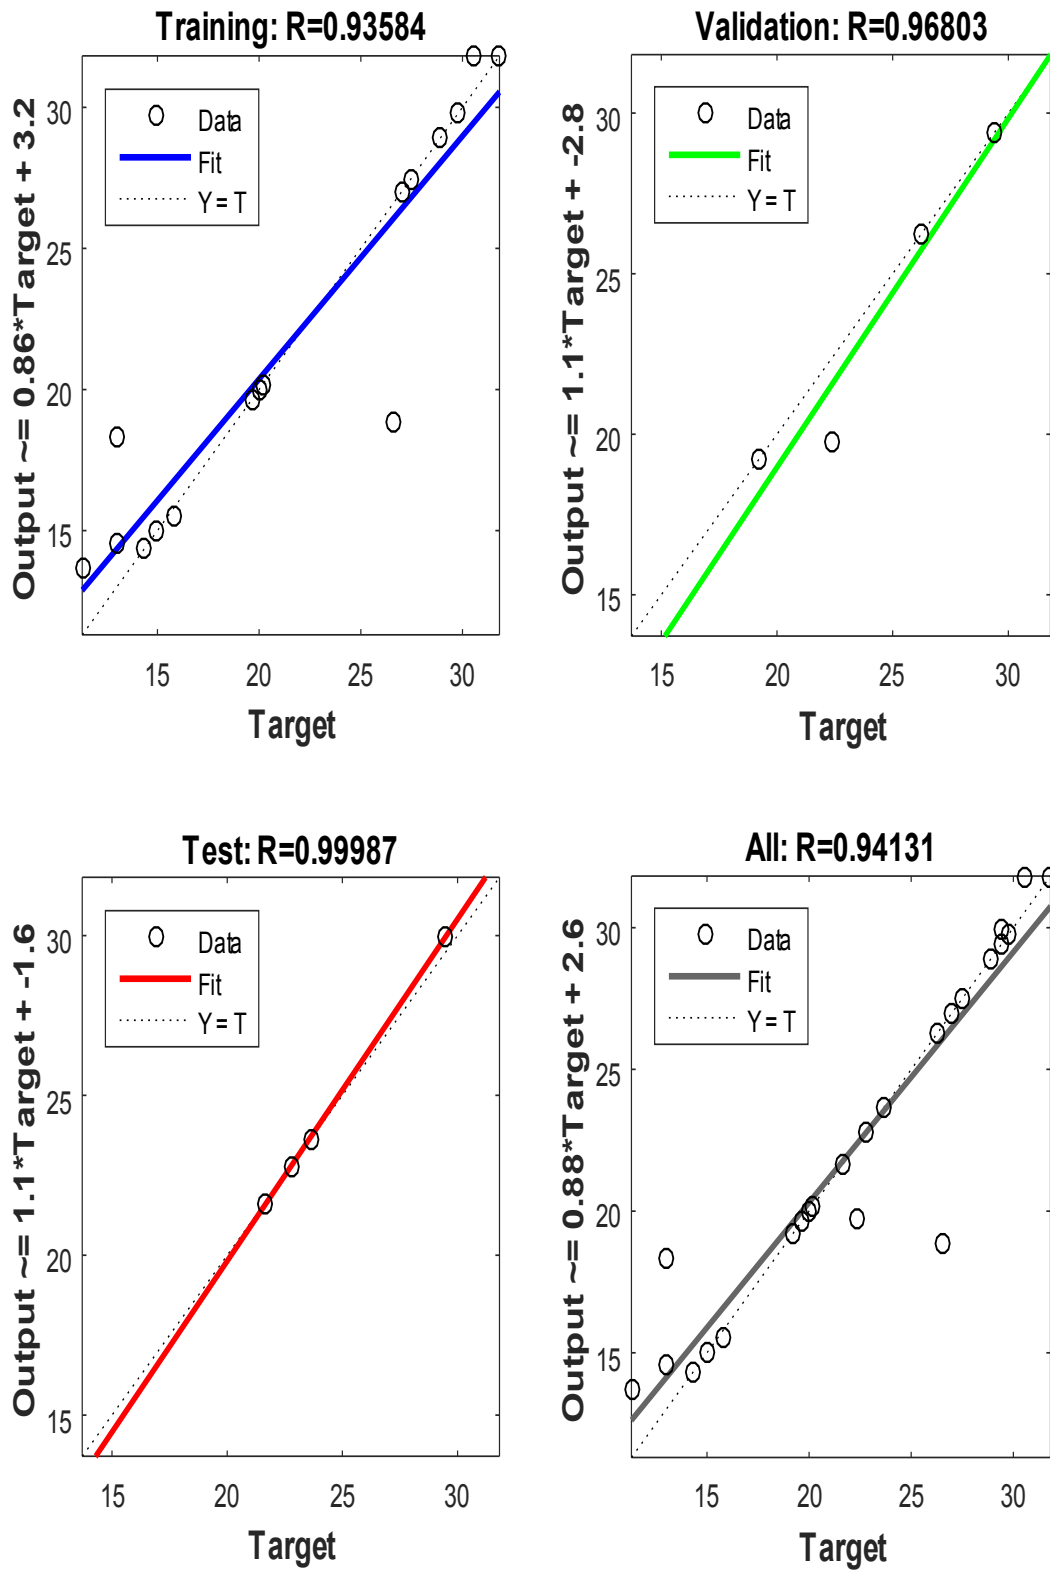 Training: R=0.93584
Output ~= 0.86*Target + 3.2
30
25
20
15
Data
Fit
Y = T
15 20 25 30
Target
Validation: R=0.96803
Output ~= 1.1*Target + -2.8
30
25
20
15
Data
Fit
Y = T
15 20 25 30
Target
Test: R=0.99987
Output ~= 1.1*Target + -1.6
30
25
20
15
Data
Fit
Y = T
15 20 25 30
Target
All: R=0.94131
Output ~= 0.88*Target + 2.6
30
25
20
15
Data
Fit
Y = T
15 20 25 30
Target